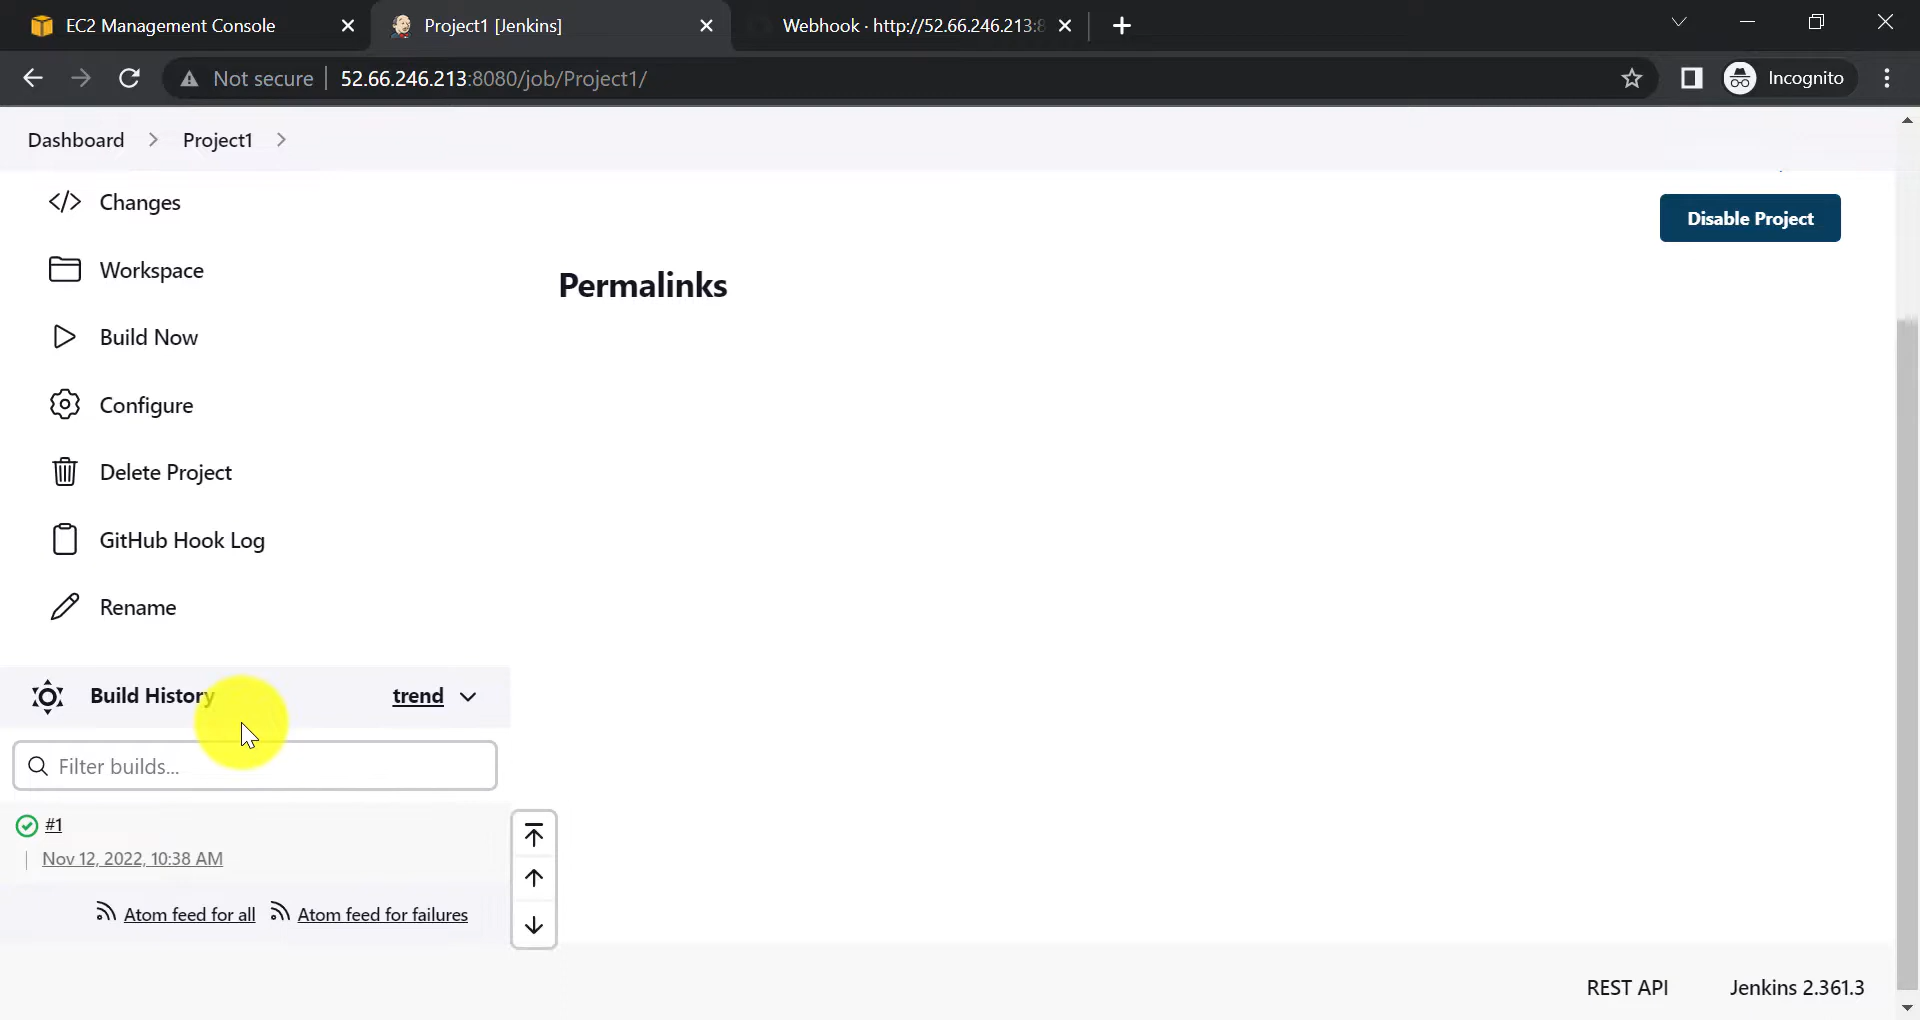 EC2 Management Console
Project1 [Jenkins]
Webhook · http://52.66.246.213:8
Not secure
52.66.246.213:8080/job/Project1/
Incognito
Dashboard
Project1
Changes
Disable Project
Workspace
Permalinks
Build Now
Configure
Delete Project
GitHub Hook Log
Rename
Build History
trend
Filter builds...
#1
Nov 12, 2022, 10:38 AM
Atom feed for all
Atom feed for failures
REST API
Jenkins 2.361.3